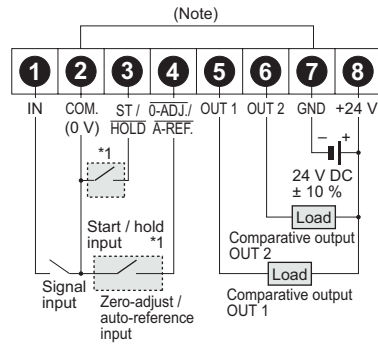 (Note)
1 2 3 4 5 6 7 8
IN COM. (0 V) ST / HOLD 0-ADJ./ A-REF. OUT 1 OUT 2 GND +24 V
*1
– +
24 V DC
± 10 %
Load
Comparative output
OUT 2
Start / hold
input *1
Load
Comparative output
OUT 1
Signal
input
Zero-adjust /
auto-reference
input